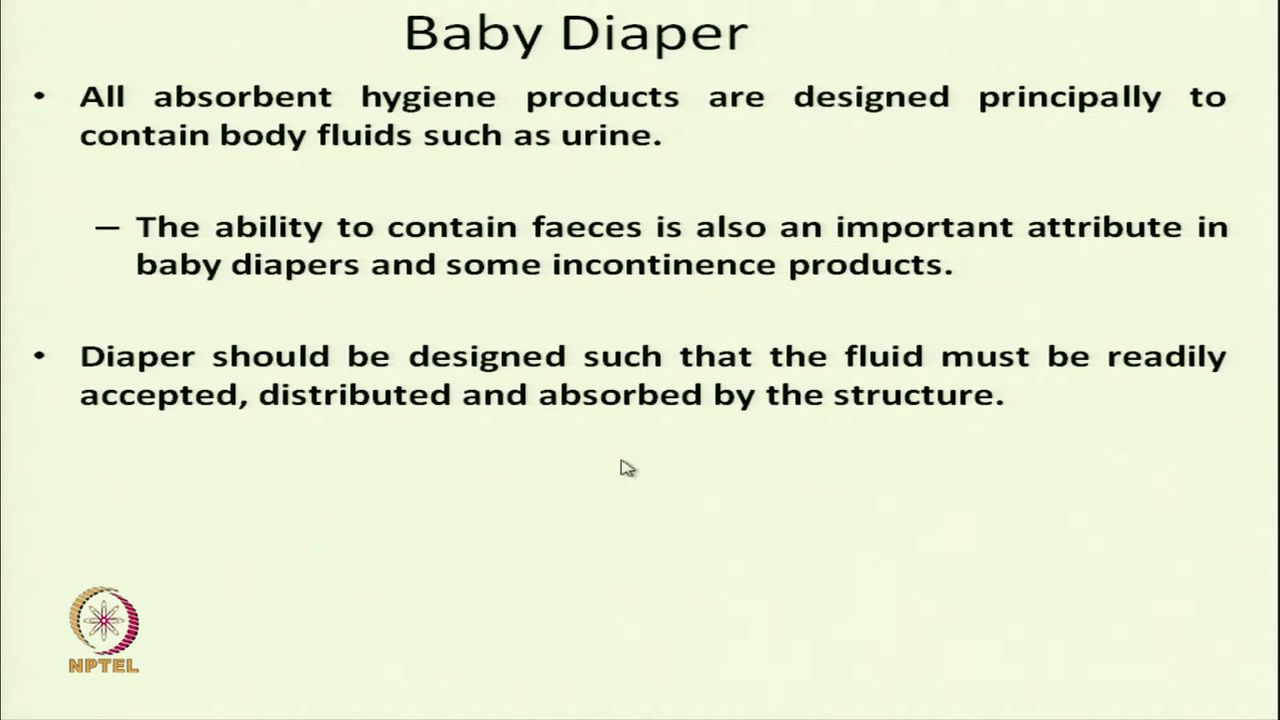 Baby Diaper
• All absorbent hygiene products are designed principally to
contain body fluids such as urine.
– The ability to contain faeces is also an important attribute in
baby diapers and some incontinence products.
• Diaper should be designed such that the fluid must be readily
accepted, distributed and absorbed by the structure.
NPTEL